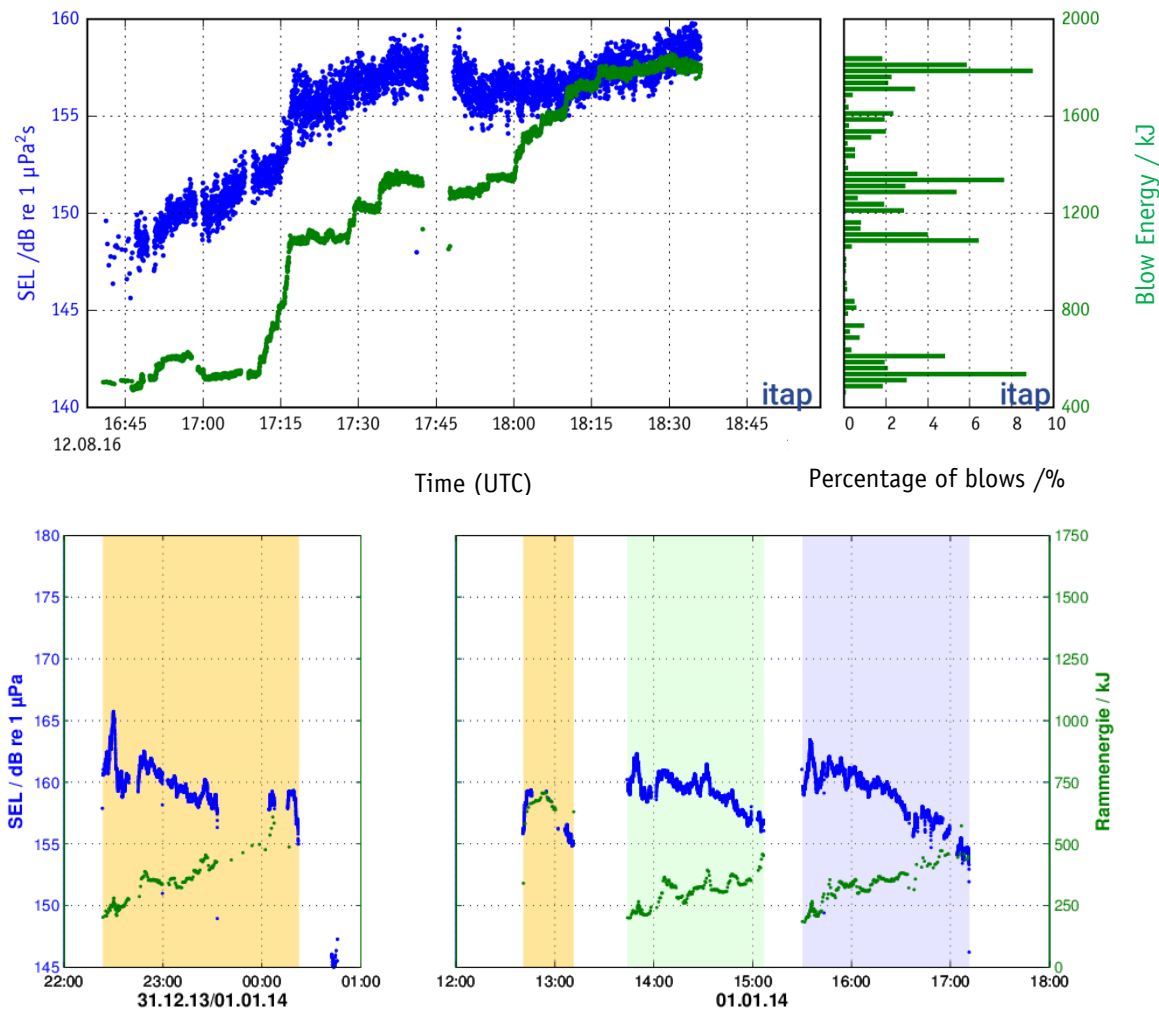 160
155
150
145
140
SEL /dB re 1 µPa²s
16:45 17:00 17:15 17:30 17:45 18:00 18:15 18:30 18:45
12.08.16
itap
Time (UTC)
2000
1600
1200
800
400
Blow Energy / kJ
itap
0 2 4 6 8 10
Percentage of blows /%
180
175
170
165
160
155
150
145
SEL / dB re 1 µPa
22:00 23:00 00:00 01:00
31.12.13/01.01.14
12:00 13:00 14:00 15:00 16:00 17:00 18:00
01.01.14
1750
1500
1250
1000
750
500
250
0
Rammenergie / kJ